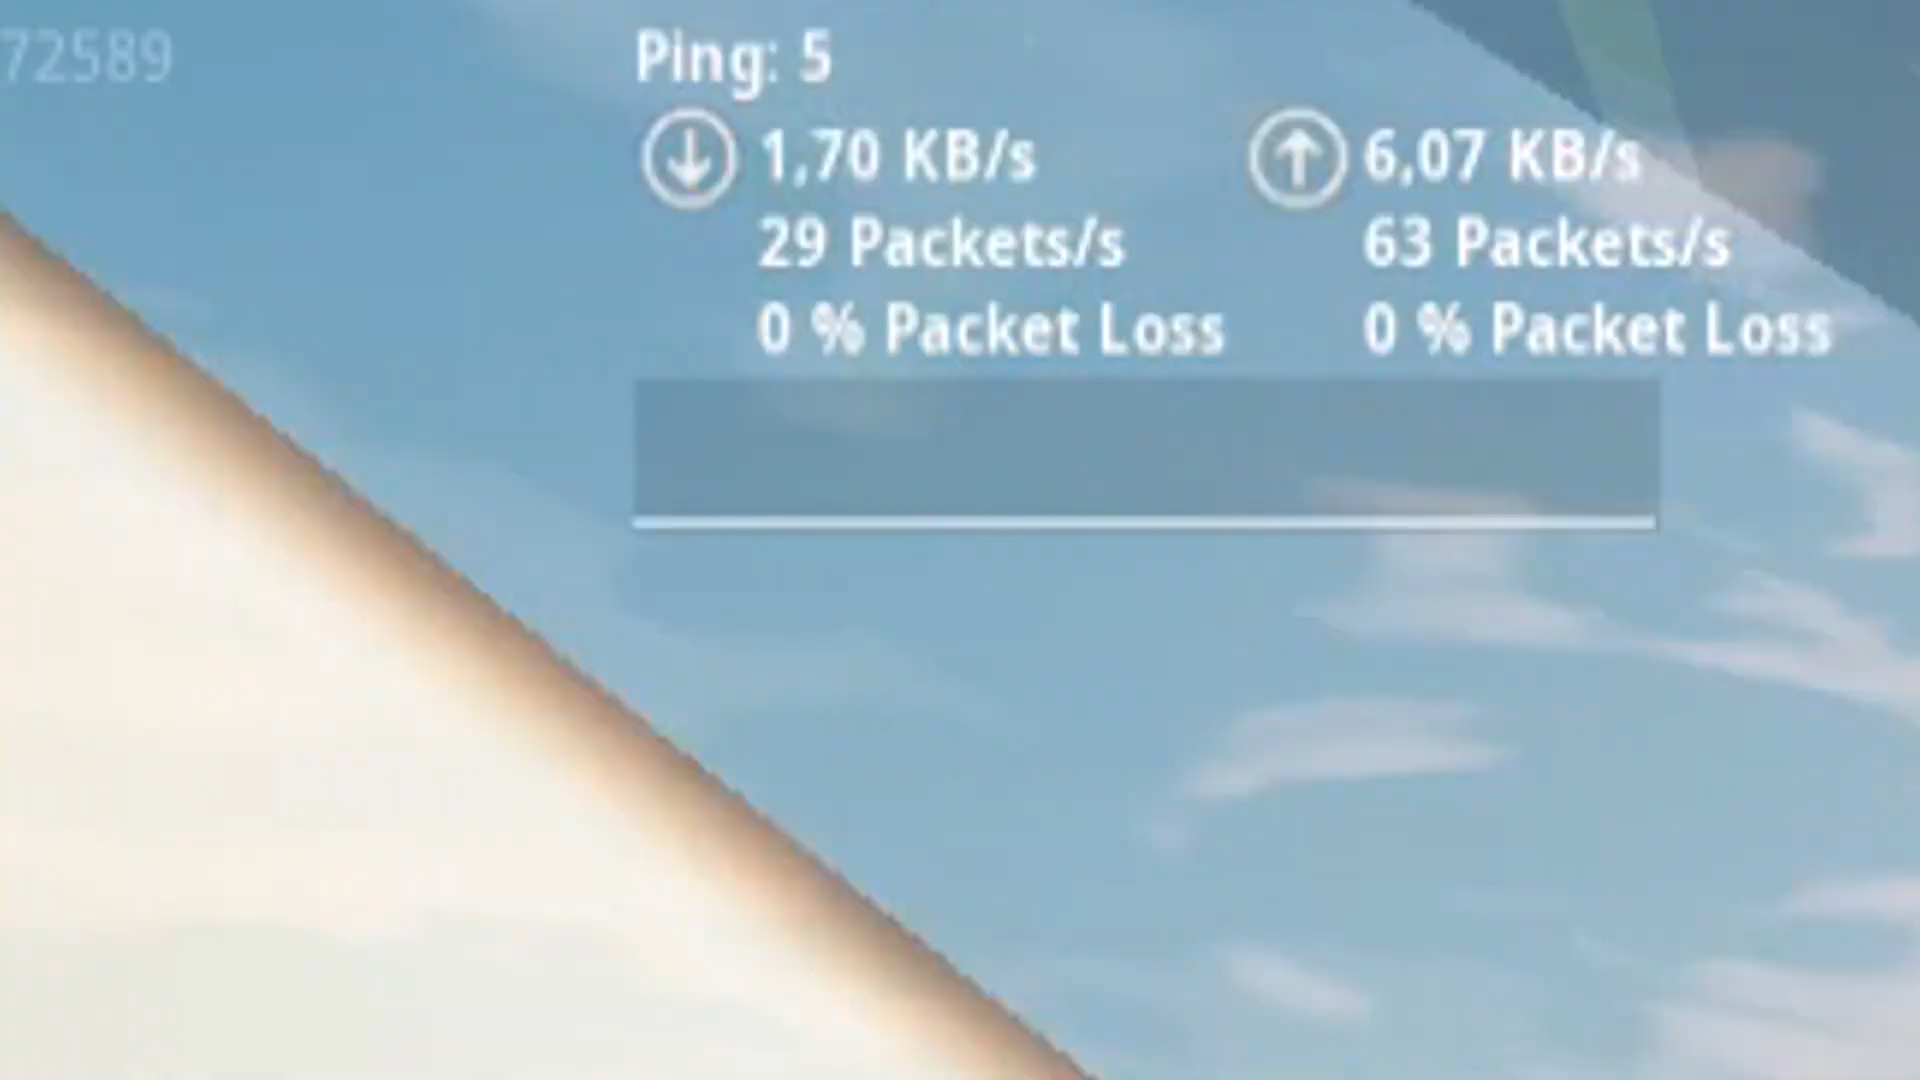 72589
Ping: 5
1,70 KB/s
29 Packets/s
0 % Packet Loss
6,07 KB/s
63 Packets/s
0 % Packet Loss